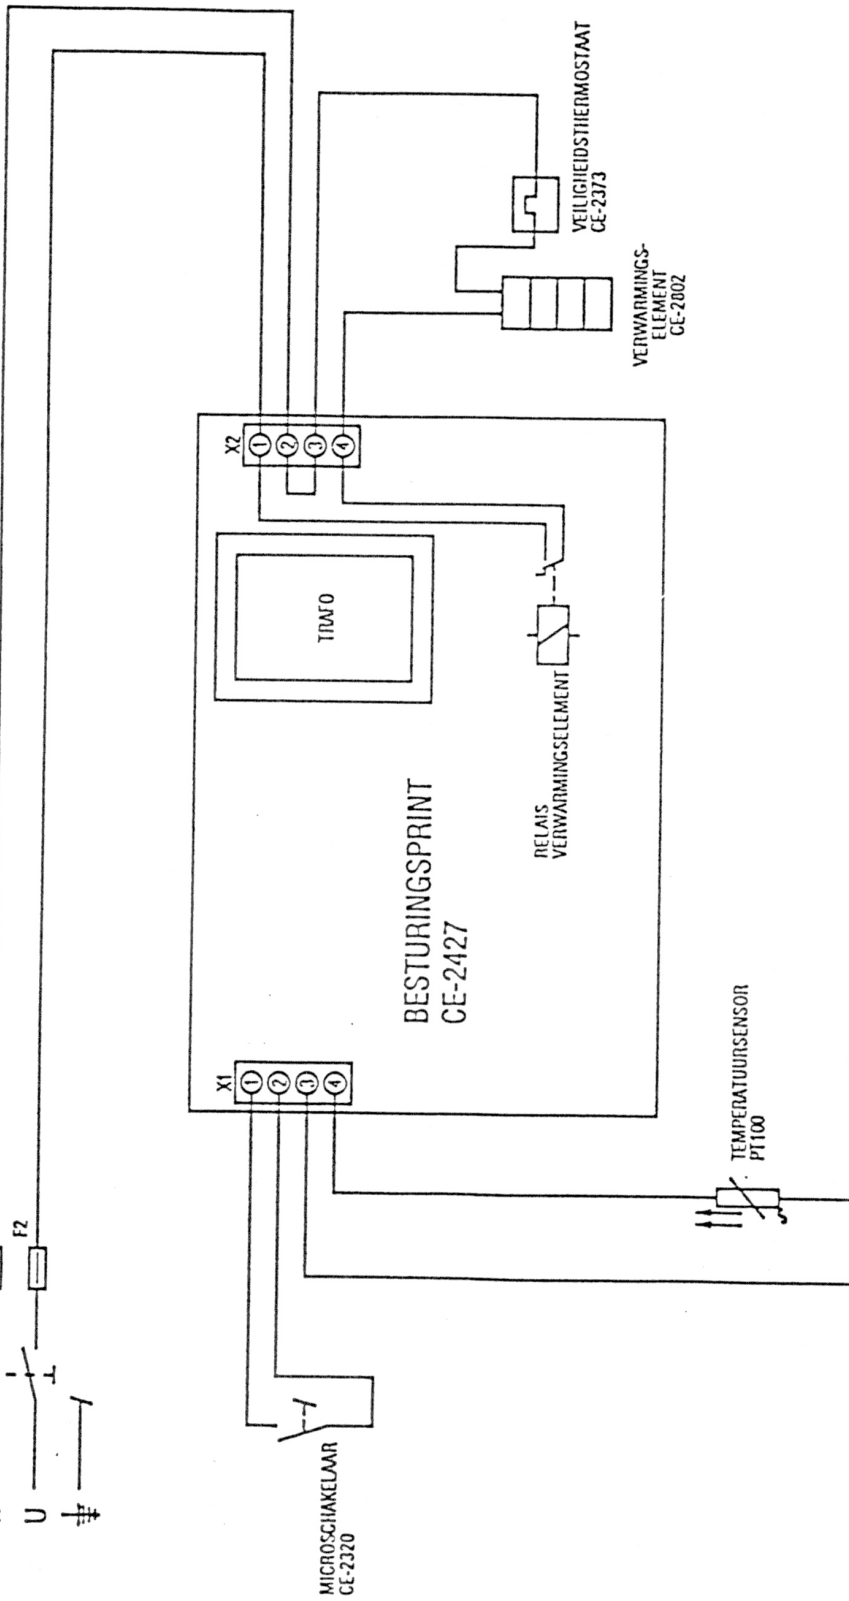 VEILIGHEIDSTHERMOSTAAT
CE-2373
VERWARMINGS-
ELEMENT
CE-2802
X2
1
2
3
4
TRAFO
RELAIS
VERWARMINGSELEMENT
BESTURINGSPRINT
CE-2427
X1
1
2
3
4
TEMPERATUURSENSOR
PT100
F2
U
MICROSCHAKELAAR
CE-2320